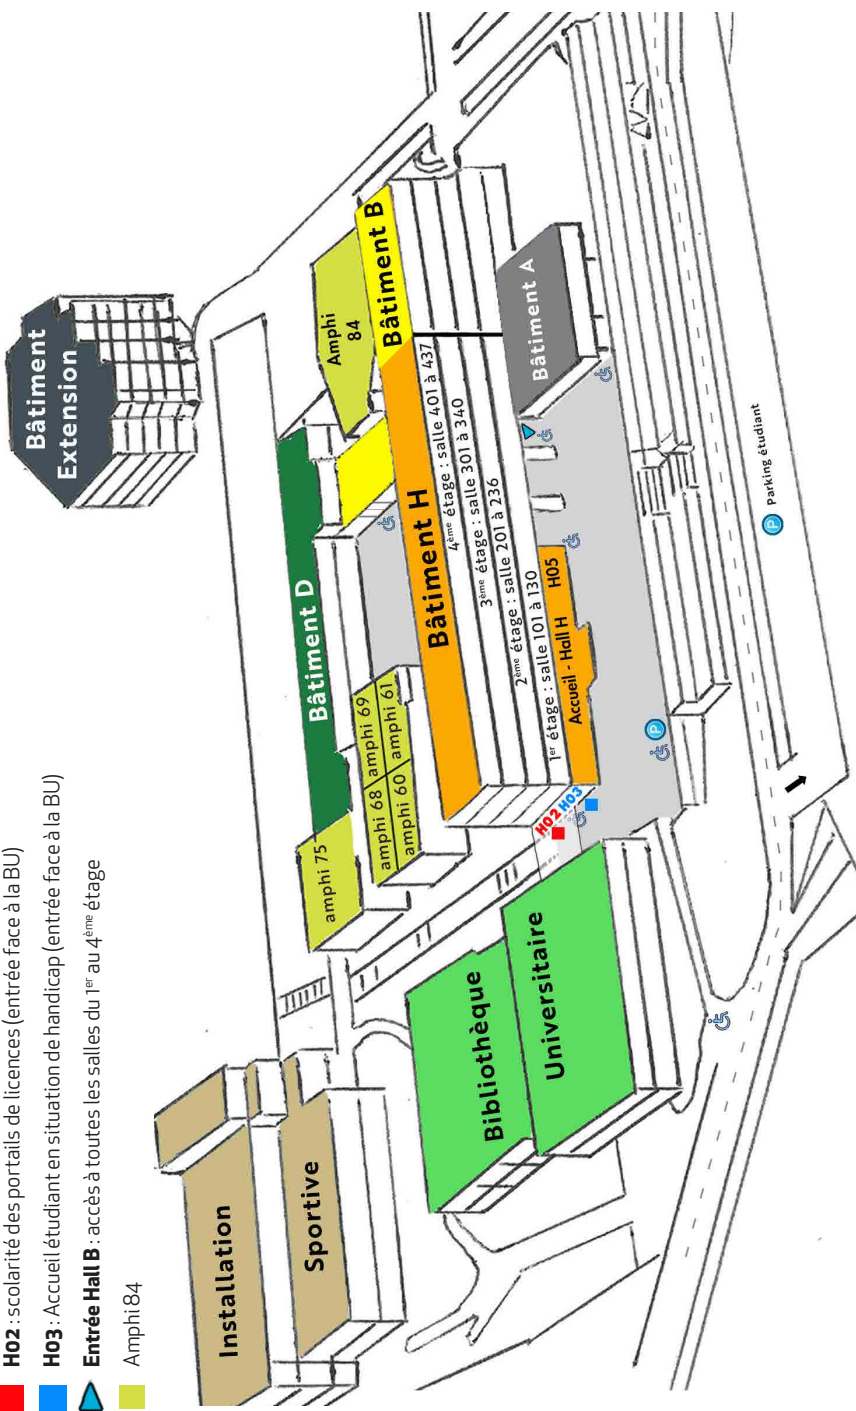 H02 : scolarité des portails de licences (entrée face à la BU)
H03 : Accueil étudiant en situation de handicap (entrée face à la BU)
Entrée Hall B : accès à toutes les salles du 1er au 4ème étage
Amphi 84
Bâtiment
Extension
Amphi
84
Bâtiment B
Bâtiment D
Bâtiment H
Bâtiment A
amphi 75
amphi 68
amphi 69
amphi 60
amphi 61
4ème étage : salle 401 à 437
3ème étage : salle 301 à 340
2ème étage : salle 201 à 236
1er étage : salle 101 à 130
Accueil - Hall H
H05
H02
H03
Installation
Sportive
Bibliothèque
Universitaire
P
P Parking étudiant